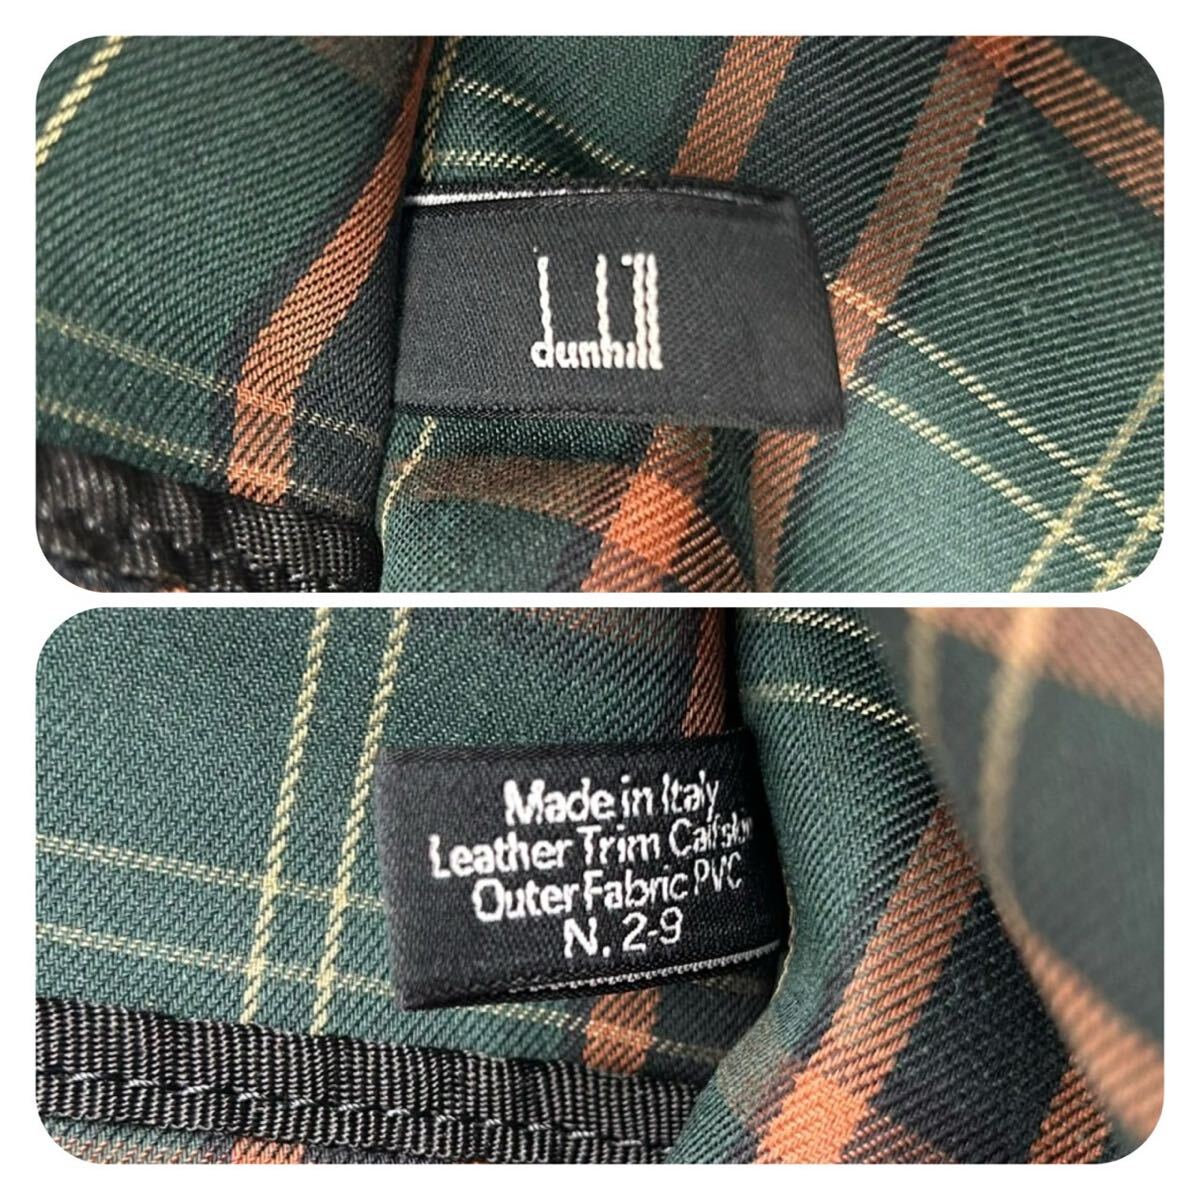 dunhill
Made in Italy
Leather Trim Calfskin
Outer Fabric PVC
N. 2-9